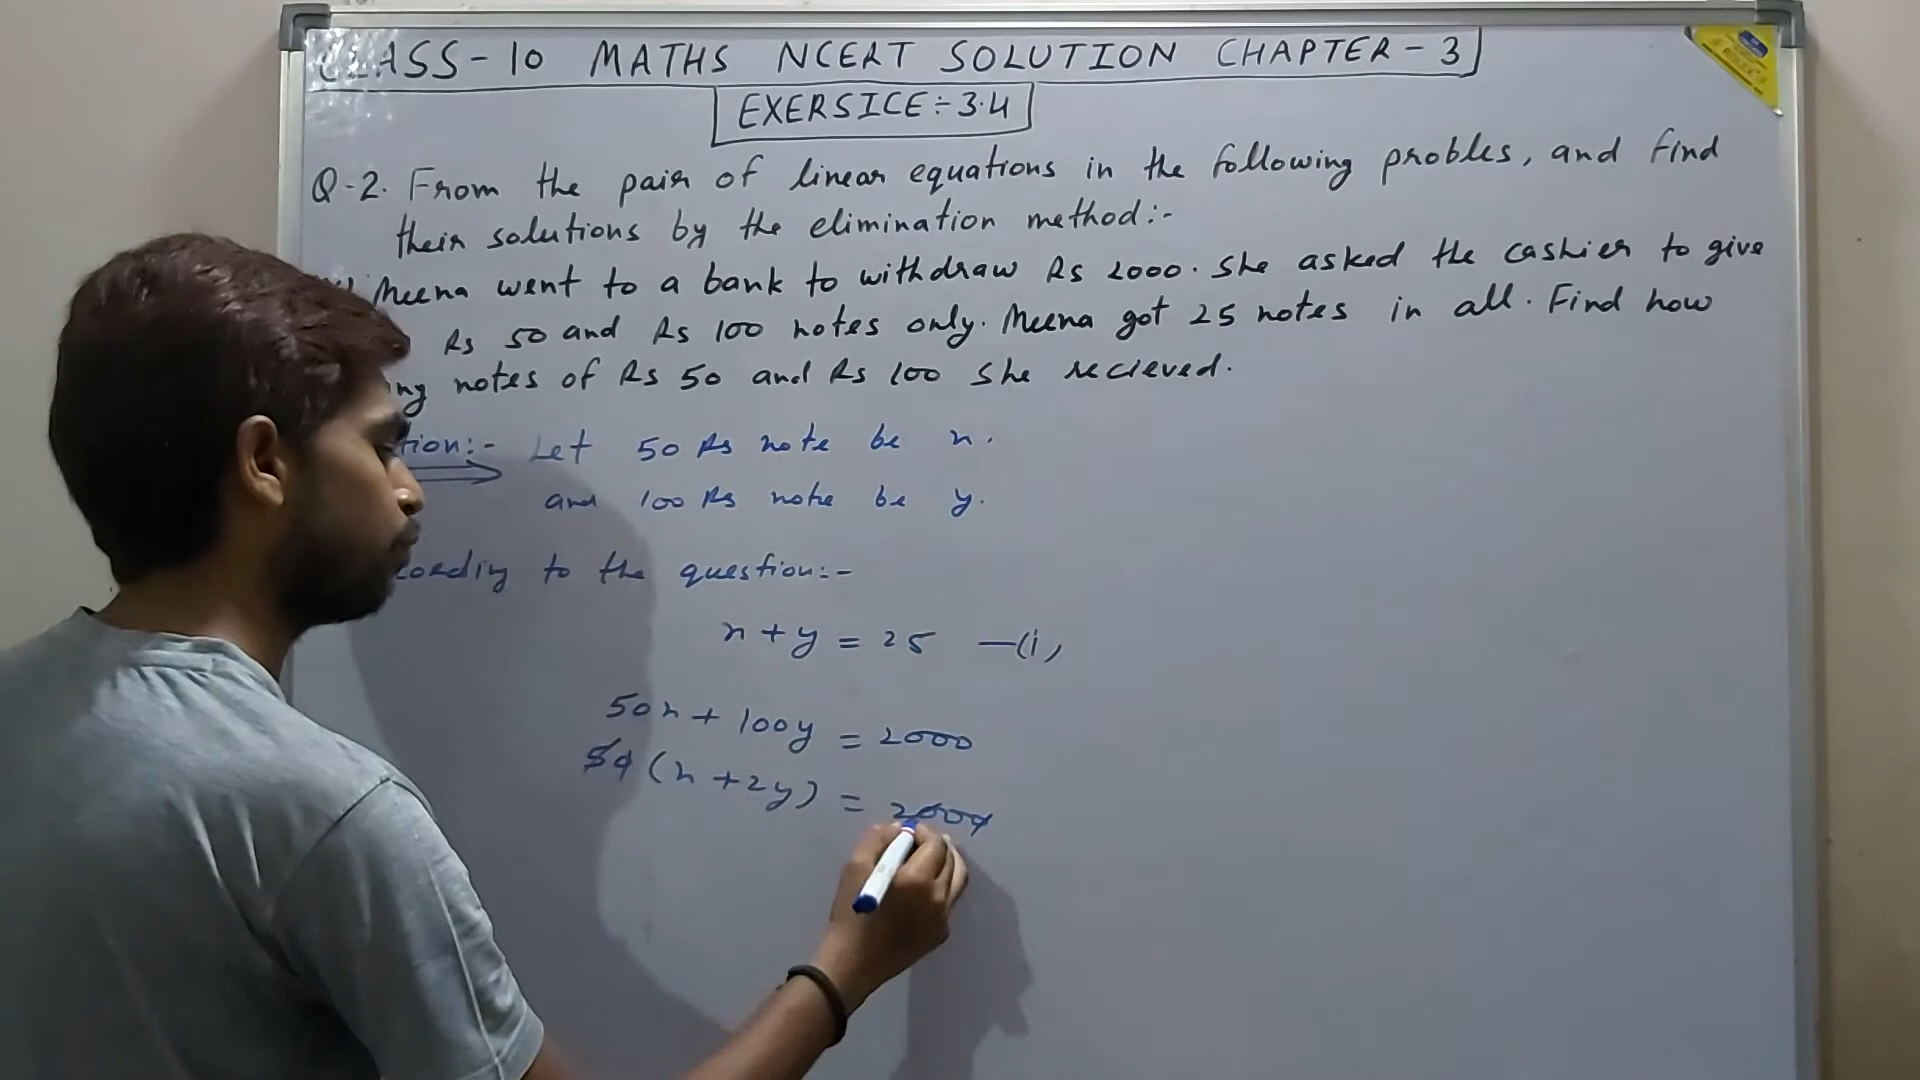 CLASS-10 MATHS NCERT SOLUTION CHAPTER-3
EXERSICE÷3.4
Q-2. From the pair of linear equations in the following probles, and find
their solutions by the elimination method:-
Meena went to a bank to withdraw Rs 2000. She asked the cashier to give
Rs 50 and Rs 100 notes only. Meena got 25 notes in all. Find how
notes of Rs 50 and Rs 100 she recieved.
Let 50 Rs note be x.
and 100 Rs note be y.
to the question:-
x+y = 25 —(i)
50x+100y = 2000
50(x+2y) = 2000